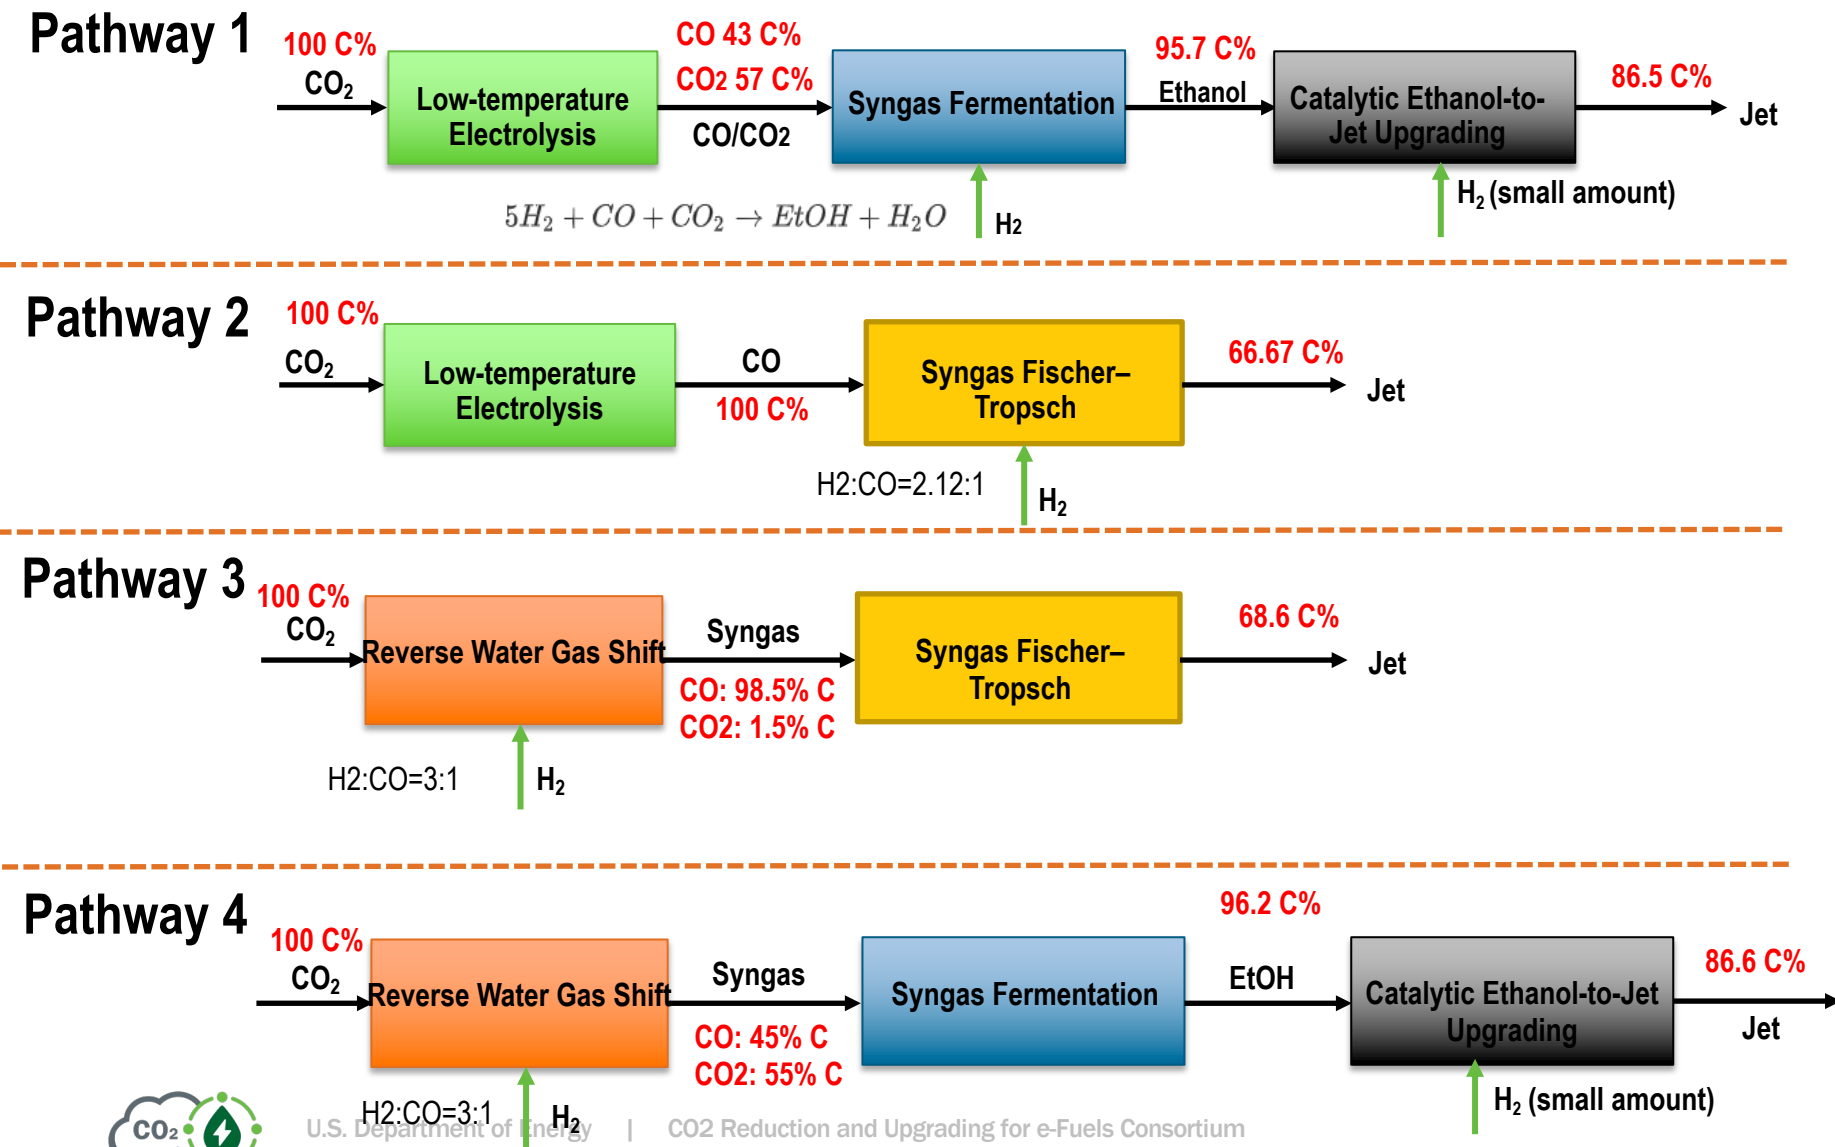 Pathway 1
100 C%
CO₂
Low-temperature
Electrolysis
CO 43 C%
CO2 57 C%
CO/CO2
Syngas Fermentation
95.7 C%
Ethanol
Catalytic Ethanol-to-
Jet Upgrading
86.5 C%
Jet
5H₂ + CO + CO₂ → EtOH + H₂O
H₂
H₂ (small amount)
Pathway 2
100 C%
CO₂
Low-temperature
Electrolysis
CO
100 C%
Syngas Fischer–
Tropsch
66.67 C%
Jet
H2:CO=2.12:1
H₂
Pathway 3
100 C%
CO₂
Reverse Water Gas Shift
Syngas
CO: 98.5% C
CO2: 1.5% C
Syngas Fischer–
Tropsch
68.6 C%
Jet
H2:CO=3:1
H₂
Pathway 4
100 C%
CO₂
Reverse Water Gas Shift
Syngas
CO: 45% C
CO2: 55% C
Syngas Fermentation
96.2 C%
EtOH
Catalytic Ethanol-to-Jet
Upgrading
86.6 C%
Jet
H2:CO=3:1
H₂
H₂ (small amount)
CO₂
U.S. Department of Energy | CO2 Reduction and Upgrading for e-Fuels Consortium